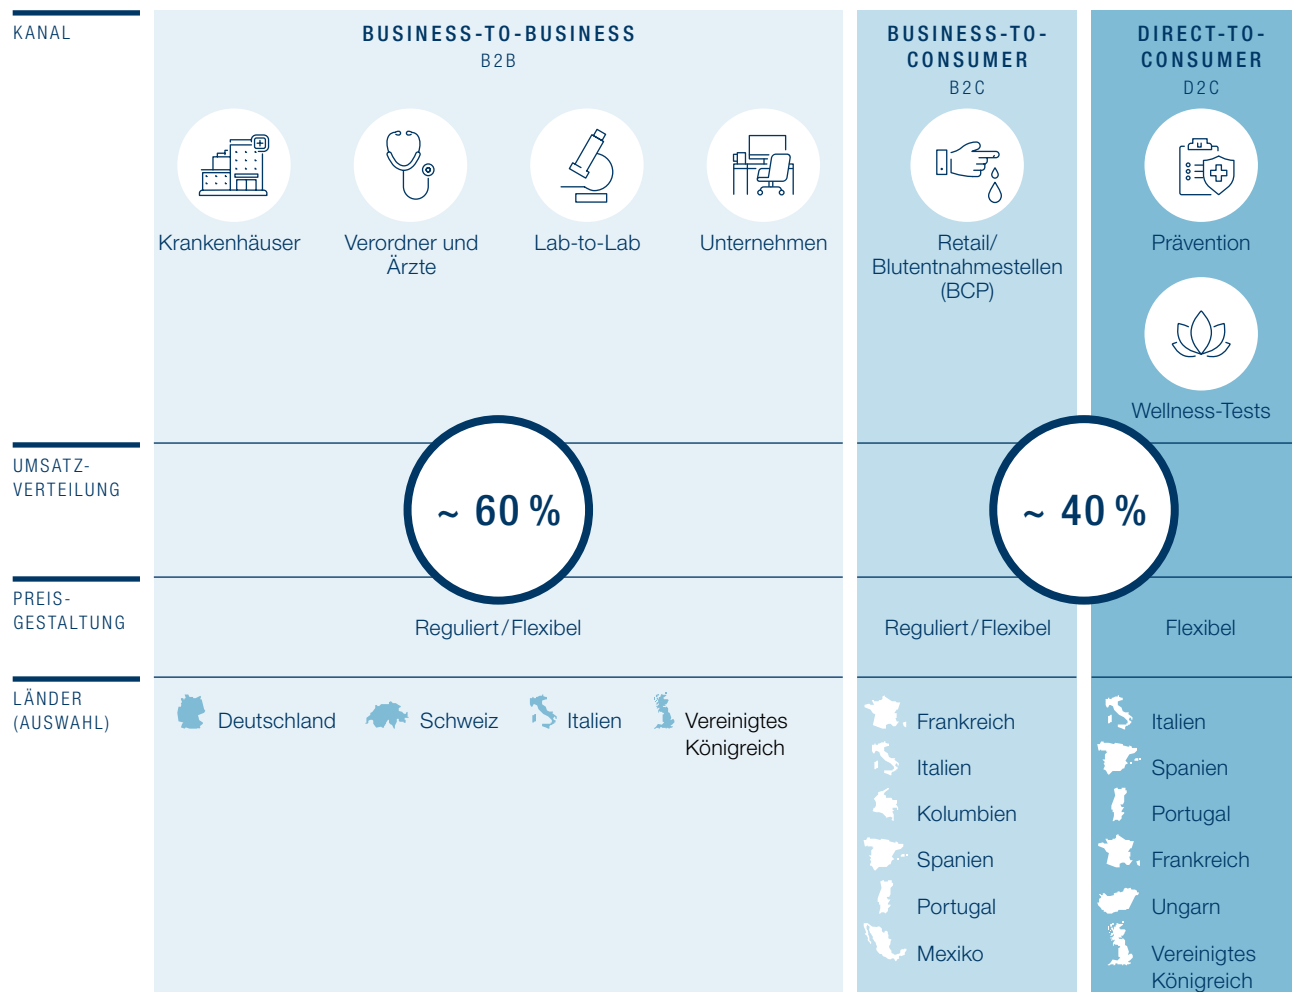 KANAL
BUSINESS-TO-BUSINESS
B2B
Krankenhäuser
Verordner und
Ärzte
Lab-to-Lab
Unternehmen
BUSINESS-TO-
CONSUMER
B2C
Retail/
Blutentnahmestellen
(BCP)
DIRECT-TO-
CONSUMER
D2C
Prävention
Wellness-Tests
UMSATZ-
VERTEILUNG
~ 60 %
~ 40 %
PREIS-
GESTALTUNG
Reguliert/Flexibel
Reguliert/Flexibel
Flexibel
LÄNDER
(AUSWAHL)
Deutschland
Schweiz
Italien
Vereinigtes
Königreich
Frankreich
Italien
Kolumbien
Spanien
Portugal
Mexiko
Italien
Spanien
Portugal
Frankreich
Ungarn
Vereinigtes
Königreich